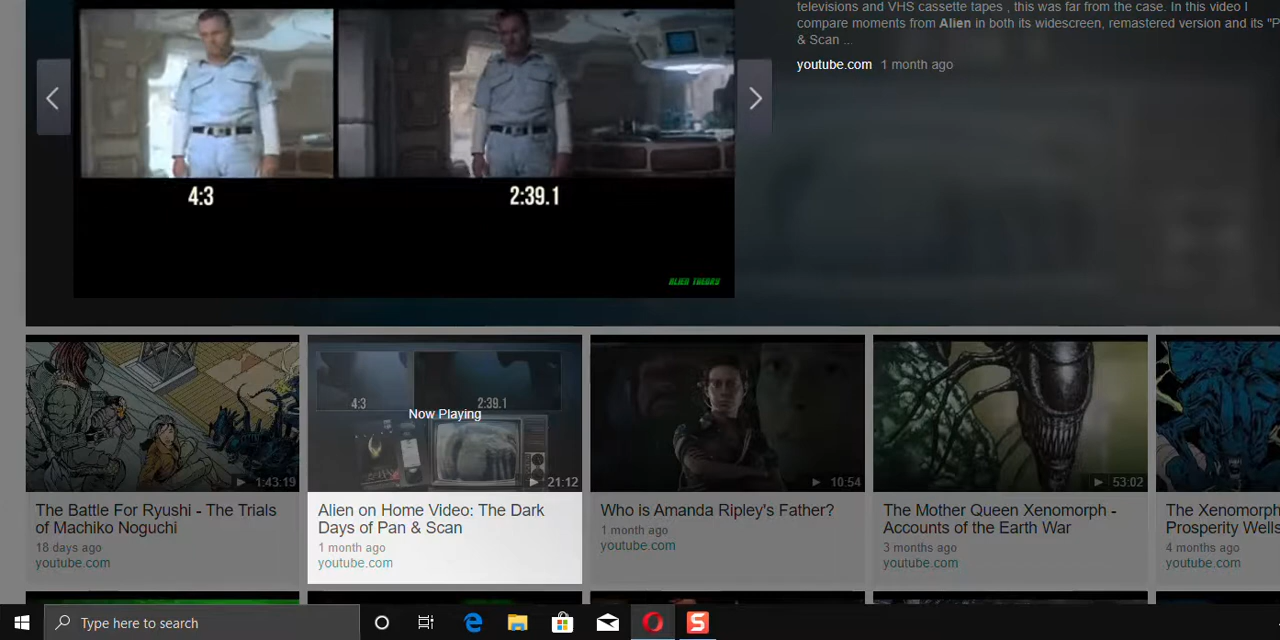 televisions and VHS cassette tapes , this was far from the case. In this video I
compare moments from Alien in both its widescreen, remastered version and its "P
& Scan ...
youtube.com 1 month ago
4:3
2:39.1
ALIEN THEORY
4:3
2:39.1
Now Playing
1:43:19
21:12
10:54
53:02
The Battle For Ryushi - The Trials
of Machiko Noguchi
18 days ago
youtube.com
Alien on Home Video: The Dark
Days of Pan & Scan
1 month ago
youtube.com
Who is Amanda Ripley's Father?
1 month ago
youtube.com
The Mother Queen Xenomorph -
Accounts of the Earth War
3 months ago
youtube.com
The Xenomorph
Prosperity Wells
4 months ago
youtube.com
Type here to search